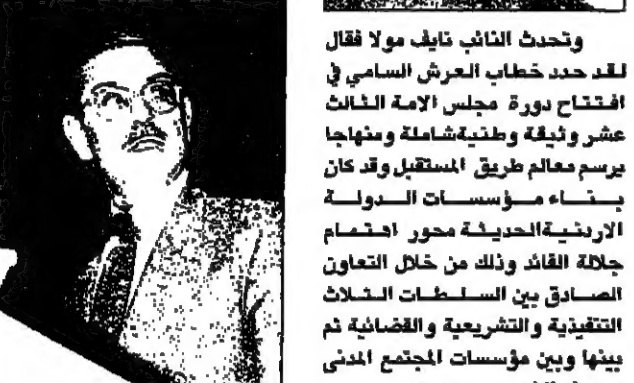 وتحدث النائب نايف مولا فقال
لقد حدد خطاب العرش السامي في
افتتاح دورة مجلس الامة الثالث
عشر وثيقة وطنية شاملة ومنهاجا
يرسم معالم طريق المستقبل وقد كان
بناء مؤسسات الدولة
الاردنية الحديثة محور اهتمام
جلالة القائد وذلك من خلال التعاون
الصادق بين السلطات الثلاث
التنفيذية والتشريعية والقضائية ثم
بينها وبين مؤسسات المجتمع المدني